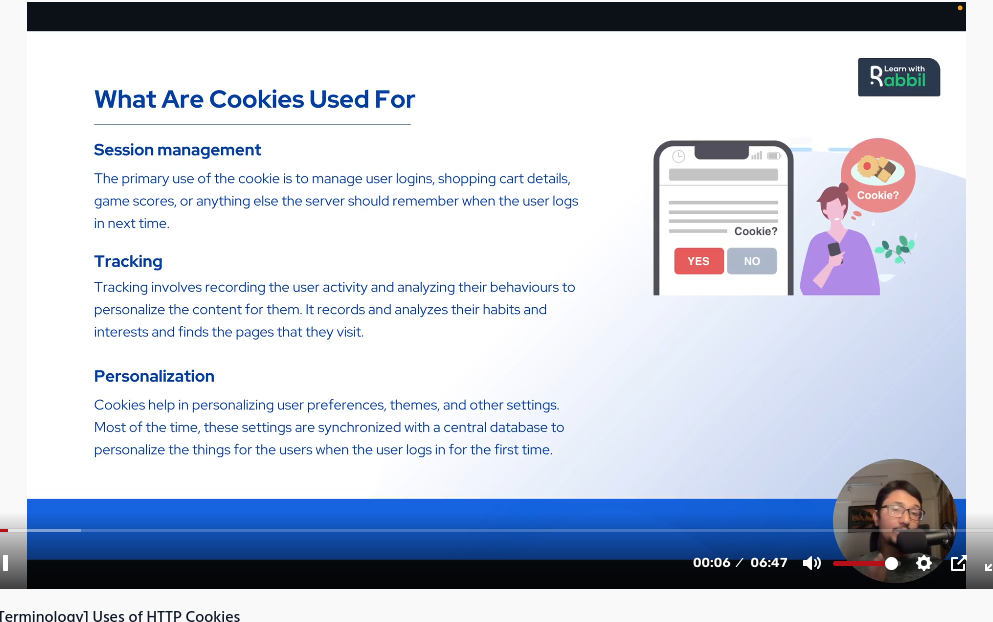 Learn with
Rabbil
What Are Cookies Used For
Session management
The primary use of the cookie is to manage user logins, shopping cart details,
game scores, or anything else the server should remember when the user logs
in next time.
Tracking
Tracking involves recording the user activity and analyzing their behaviours to
personalize the content for them. It records and analyzes their habits and
interests and finds the pages that they visit.
Personalization
Cookies help in personalizing user preferences, themes, and other settings.
Most of the time, these settings are synchronized with a central database to
personalize the things for the users when the user logs in for the first time.
Cookie?
Cookie?
YES NO
00:06 / 06:47
Terminology] Uses of HTTP Cookies